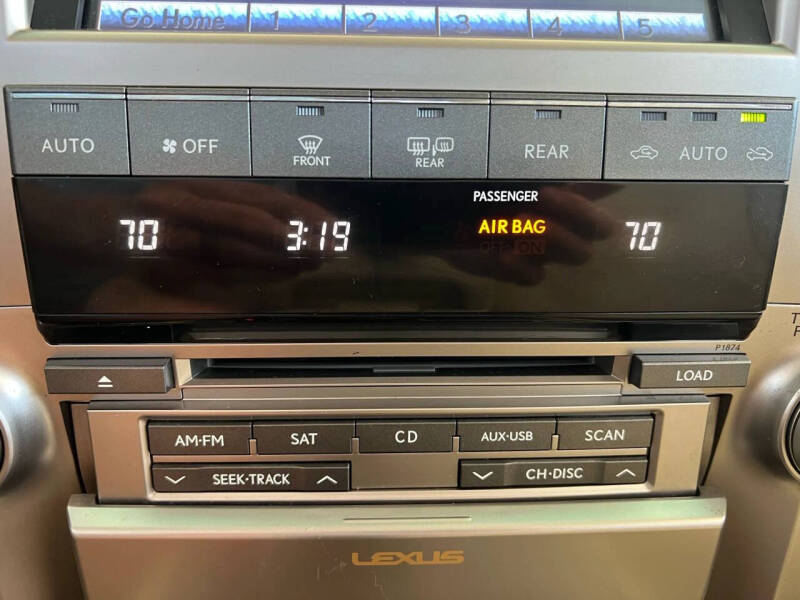 Go Home 1 2 3 4 5
AUTO OFF FRONT REAR REAR AUTO
PASSENGER
70 3:19 AIR BAG 70
OFF ON
P1874
LOAD
AM·FM SAT CD AUX·USB SCAN
SEEK·TRACK CH·DISC
LEXUS